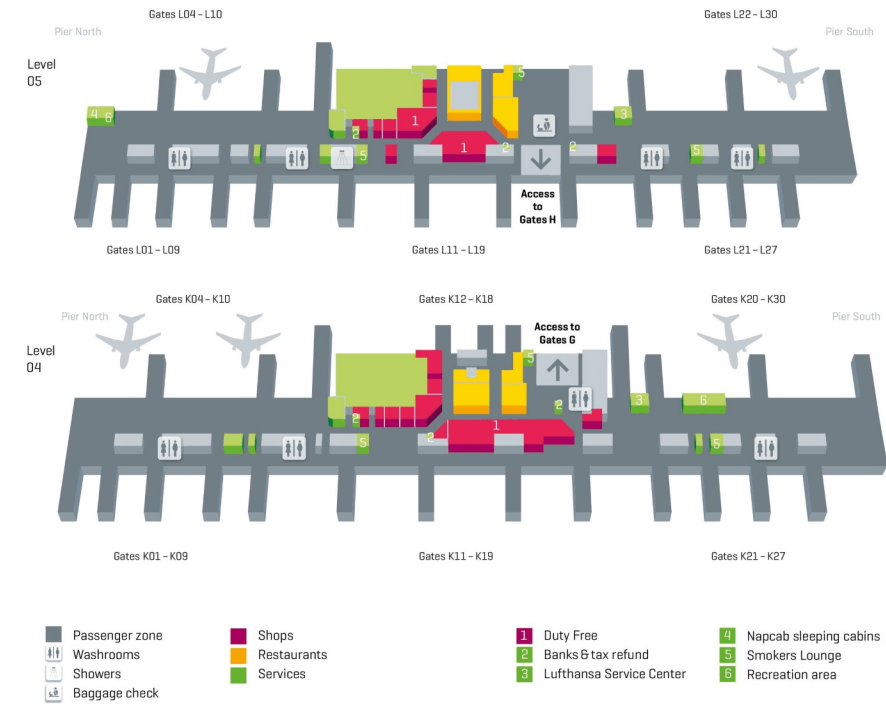 Gates L04 – L10
Gates L22 – L30
Pier North
Pier South
Level
05
5
4
6
1
3
2
5
1
2
2
5
Access
to
Gates H
Gates L01 – L09
Gates L11 – L19
Gates L21 – L27
Gates K04 – K10
Gates K12 – K18
Gates K20 – K30
Pier North
Access to
Gates G
Pier South
Level
04
5
3
6
2
2
1
2
5
5
Gates K01 – K09
Gates K11 – K19
Gates K21 – K27
Passenger zone
Shops
1 Duty Free
4 Napcab sleeping cabins
Washrooms
Restaurants
2 Banks & tax refund
5 Smokers Lounge
Showers
Services
3 Lufthansa Service Center
6 Recreation area
Baggage check